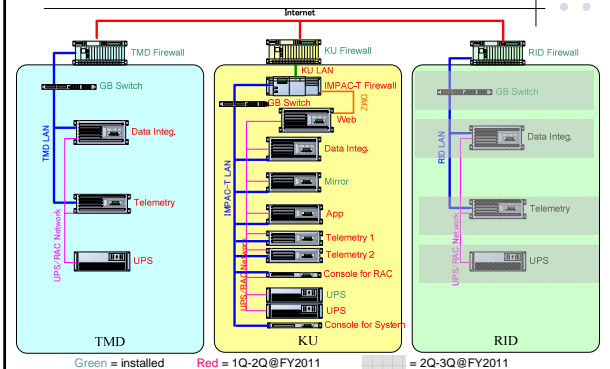 Internet
TMD Firewall
KU Firewall
RID Firewall
KU LAN
GB Switch
TMD LAN
Data Integ.
Telemetry
UPS/RAC Network
UPS
TMD
IMPAC-T Firewall
GB Switch
DMZ
Web
Data Integ.
IMPAC-T LAN
Mirror
App
Telemetry 1
Telemetry 2
UPS/RAC Network
Console for RAC
UPS
UPS
Console for System
KU
GB Switch
RID LAN
Data Integ.
Telemetry
UPS/RAC Network
UPS
RID
Green = installed
Red = 1Q-2Q@FY2011
= 2Q-3Q@FY2011